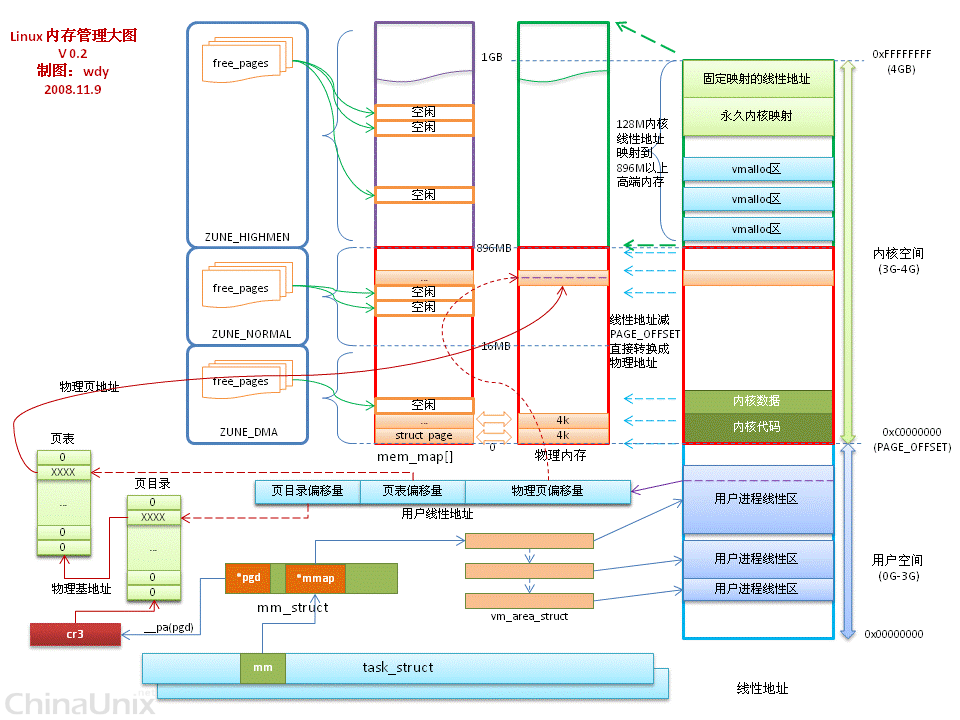 Linux 内存管理大图
V 0.2
制图：wdy
2008.11.9
free_pages
ZUNE_HIGHMEN
free_pages
ZUNE_NORMAL
free_pages
ZUNE_DMA
空闲
空闲
空闲
...
空闲
空闲
空闲
...
struct page
mem_map[]
1GB
896MB
16MB
0
4k
4k
物理内存
128M内核
线性地址
映射到
896M以上
高端内存
线性地址减
PAGE_OFFSET
直接转换成
物理地址
固定映射的线性地址
永久内核映射
vmalloc区
vmalloc区
vmalloc区
内核数据
内核代码
用户进程线性区
用户进程线性区
用户进程线性区
线性地址
0xFFFFFFFF
(4GB)
内核空间
(3G-4G)
0xC0000000
(PAGE_OFFSET)
用户空间
(0G-3G)
0x00000000
物理页地址
页表
0
XXXX
...
0
0
页目录
0
XXXX
...
0
0
物理基地址
cr3
__pa(pgd)
页目录偏移量
页表偏移量
物理页偏移量
用户线性地址
*pgd
*mmap
mm_struct
vm_area_struct
mm
task_struct
ChinaUnix
.net